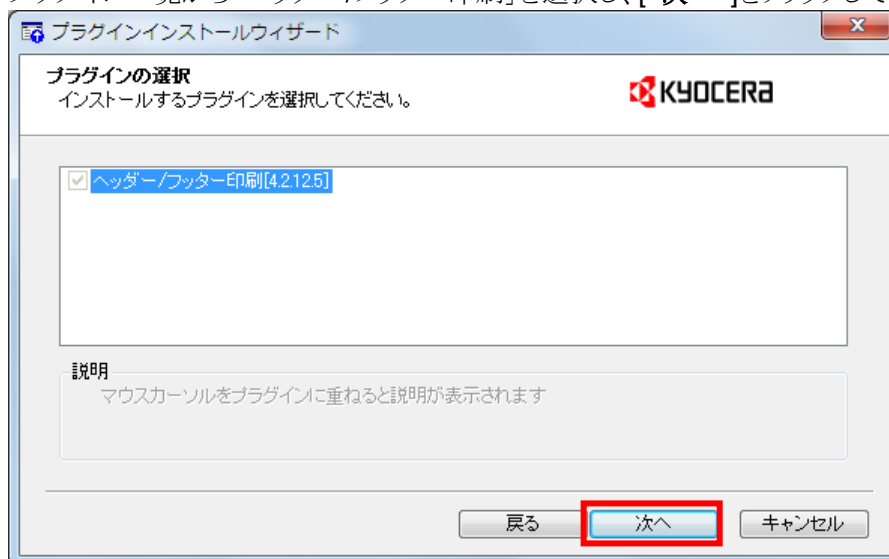 プラグインインストールウィザード
プラグインの選択
インストールするプラグインを選択してください。
KYOCERA
ヘッダー/フッター印刷[4.2.12.5]
説明
マウスカーソルをプラグインに重ねると説明が表示されます
戻る
次へ
キャンセル